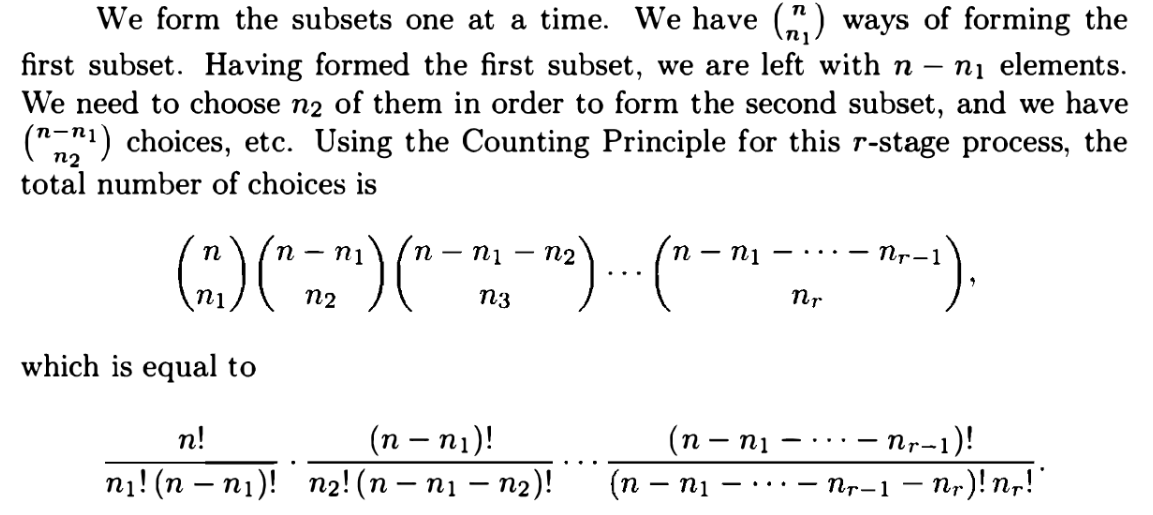 We form the subsets one at a time. We have $\binom{n}{n_1}$ ways of forming the
first subset. Having formed the first subset, we are left with $n - n_1$ elements.
We need to choose $n_2$ of them in order to form the second subset, and we have
$\binom{n-n_1}{n_2}$ choices, etc. Using the Counting Principle for this $r$-stage process, the
total number of choices is
$\binom{n}{n_1}\binom{n - n_1}{n_2}\binom{n - n_1 - n_2}{n_3} \cdots \binom{n - n_1 - \cdots - n_{r-1}}{n_r},$
which is equal to
$\frac{n!}{n_1!\,(n - n_1)!} \cdot \frac{(n - n_1)!}{n_2!\,(n - n_1 - n_2)!} \cdots \frac{(n - n_1 - \cdots - n_{r-1})!}{(n - n_1 - \cdots - n_{r-1} - n_r)!\,n_r!}.$